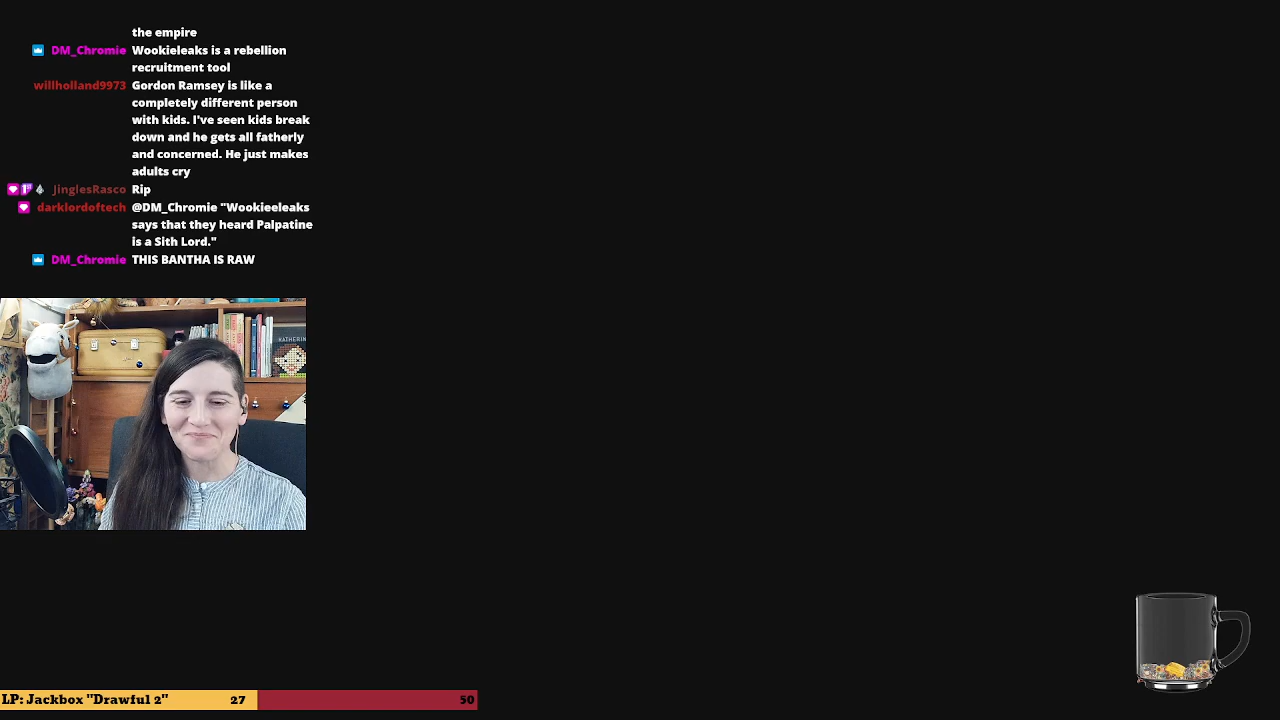 the empire
DM_Chromie Wookieleaks is a rebellion
recruitment tool
willholland9973 Gordon Ramsey is like a
completely different person
with kids. I've seen kids break
down and he gets all fatherly
and concerned. He just makes
adults cry
JinglesRasco Rip
darklordoftech @DM_Chromie "Wookieeleaks
says that they heard Palpatine
is a Sith Lord."
DM_Chromie THIS BANTHA IS RAW
KATHERIN
LP: Jackbox "Drawful 2" 27 50